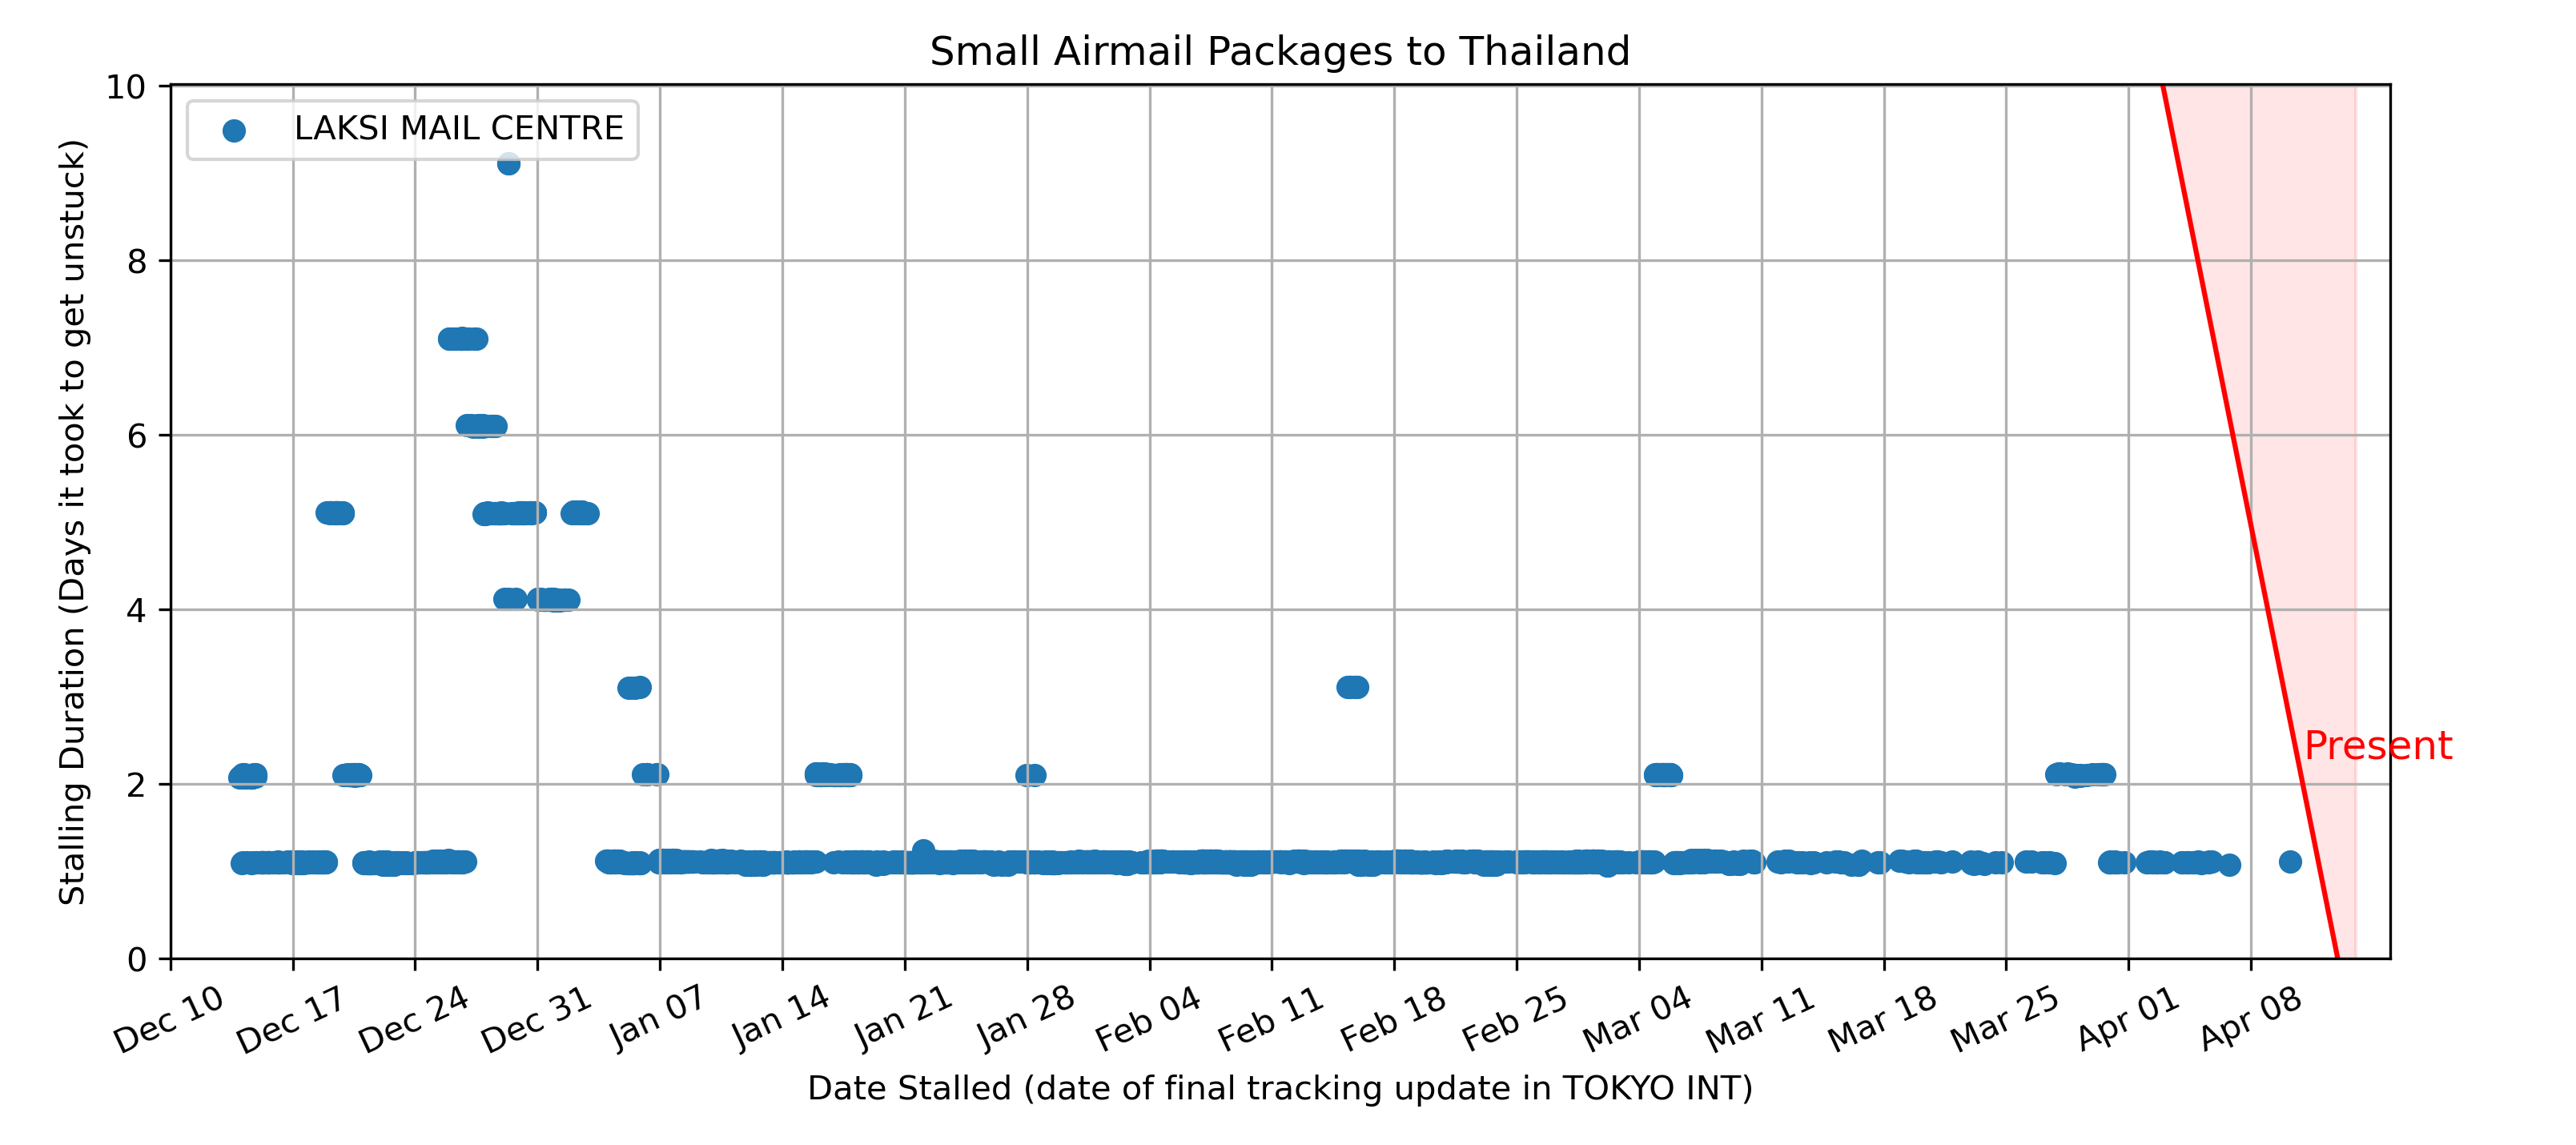 Small Airmail Packages to Thailand
LAKSI MAIL CENTRE
10
8
6
4
2
0
Stalling Duration (Days it took to get unstuck)
Present
Dec 10
Dec 17
Dec 24
Dec 31
Jan 07
Jan 14
Jan 21
Jan 28
Feb 04
Feb 11
Feb 18
Feb 25
Mar 04
Mar 11
Mar 18
Mar 25
Apr 01
Apr 08
Date Stalled (date of final tracking update in TOKYO INT)